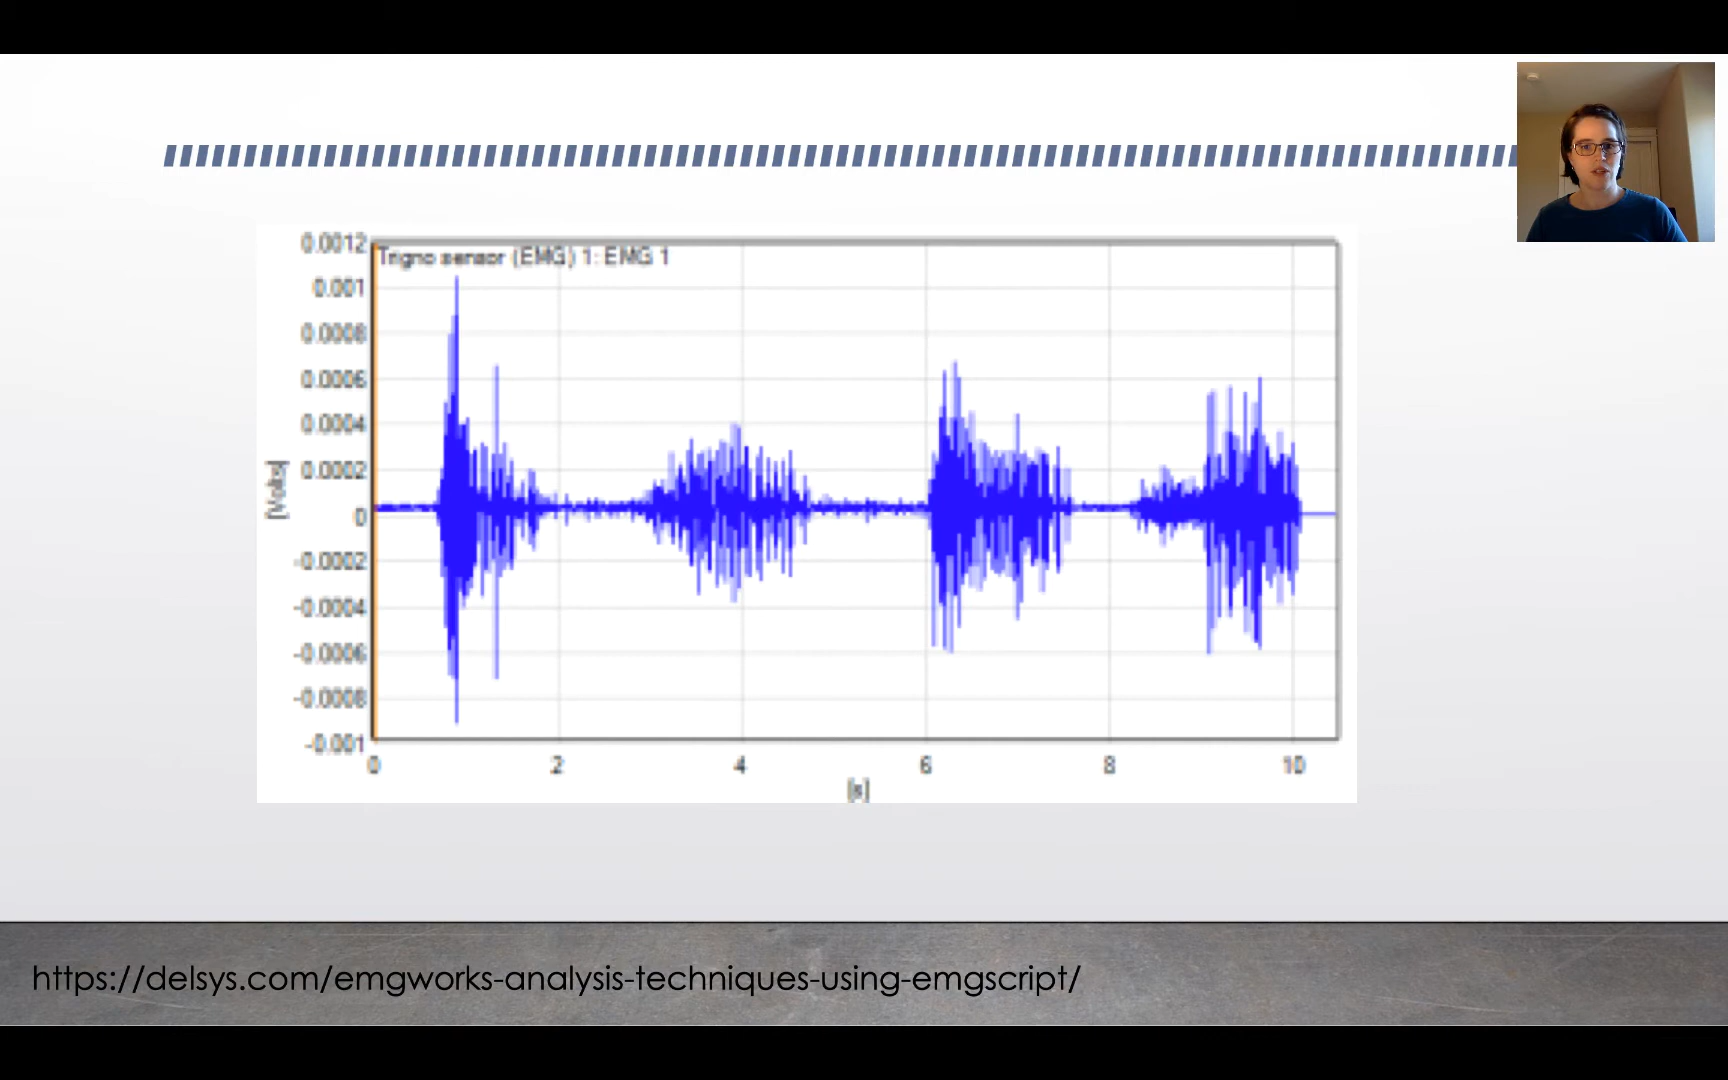 0.0012
Trigno sensor (EMG) 1: EMG 1
0.001
0.0008
0.0006
0.0004
0.0002
[Volts]
0
-0.0002
-0.0004
-0.0006
-0.0008
-0.001
0 2 4 6 8 10
[s]
https://delsys.com/emgworks-analysis-techniques-using-emgscript/